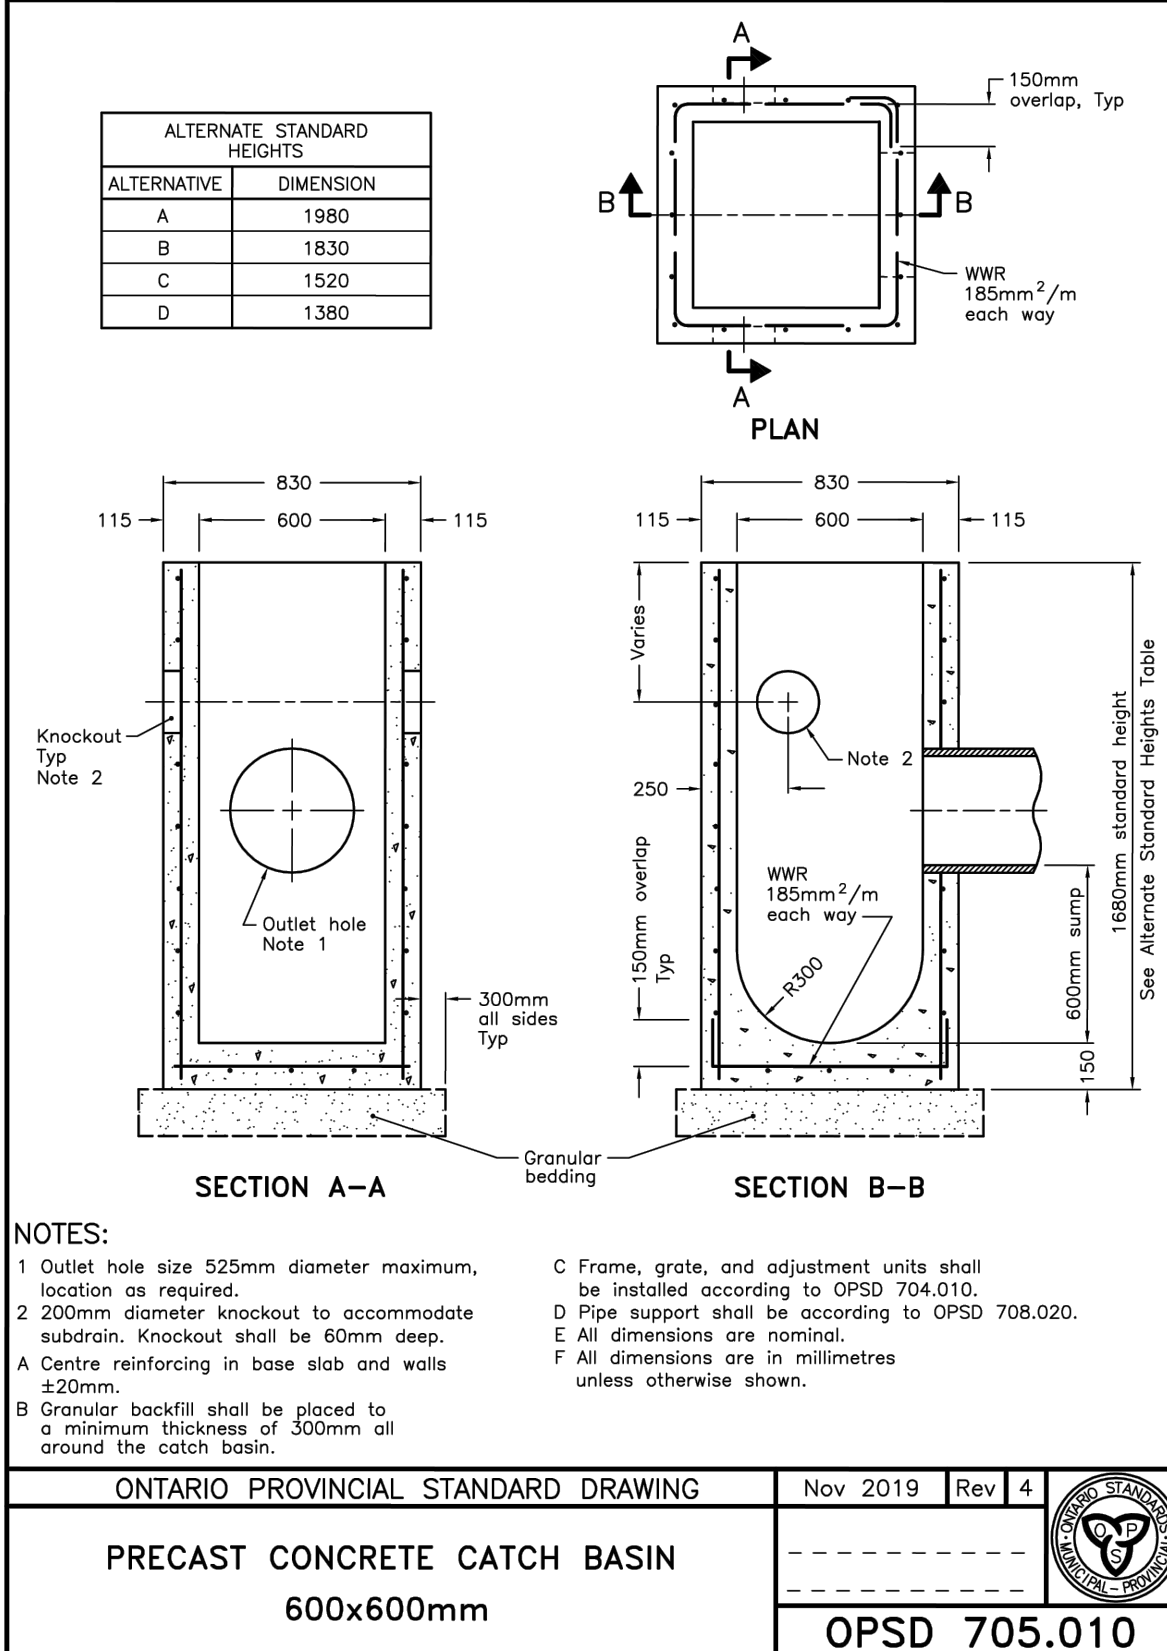 ALTERNATE STANDARD
HEIGHTS
ALTERNATIVE DIMENSION
A 1980
B 1830
C 1520
D 1380
A
150mm
overlap, Typ
B
B
WWR
185mm²/m
each way
A
PLAN
830
115
600
115
Knockout
Typ
Note 2
Outlet hole
Note 1
300mm
all sides
Typ
SECTION A-A
830
115
600
115
Varies
Note 2
250
150mm overlap
Typ
WWR
185mm²/m
each way
R300
600mm sump
150
1680mm standard height
See Alternate Standard Heights Table
Granular
bedding
SECTION B-B
NOTES:
1 Outlet hole size 525mm diameter maximum,
location as required.
2 200mm diameter knockout to accommodate
subdrain. Knockout shall be 60mm deep.
A Centre reinforcing in base slab and walls
±20mm.
B Granular backfill shall be placed to
a minimum thickness of 300mm all
around the catch basin.
C Frame, grate, and adjustment units shall
be installed according to OPSD 704.010.
D Pipe support shall be according to OPSD 708.020.
E All dimensions are nominal.
F All dimensions are in millimetres
unless otherwise shown.
ONTARIO PROVINCIAL STANDARD DRAWING
Nov 2019 Rev 4
PRECAST CONCRETE CATCH BASIN
600x600mm
ONTARIO STANDARDS
MUNICIPAL-PROVINCIAL
O P
S
OPSD 705.010